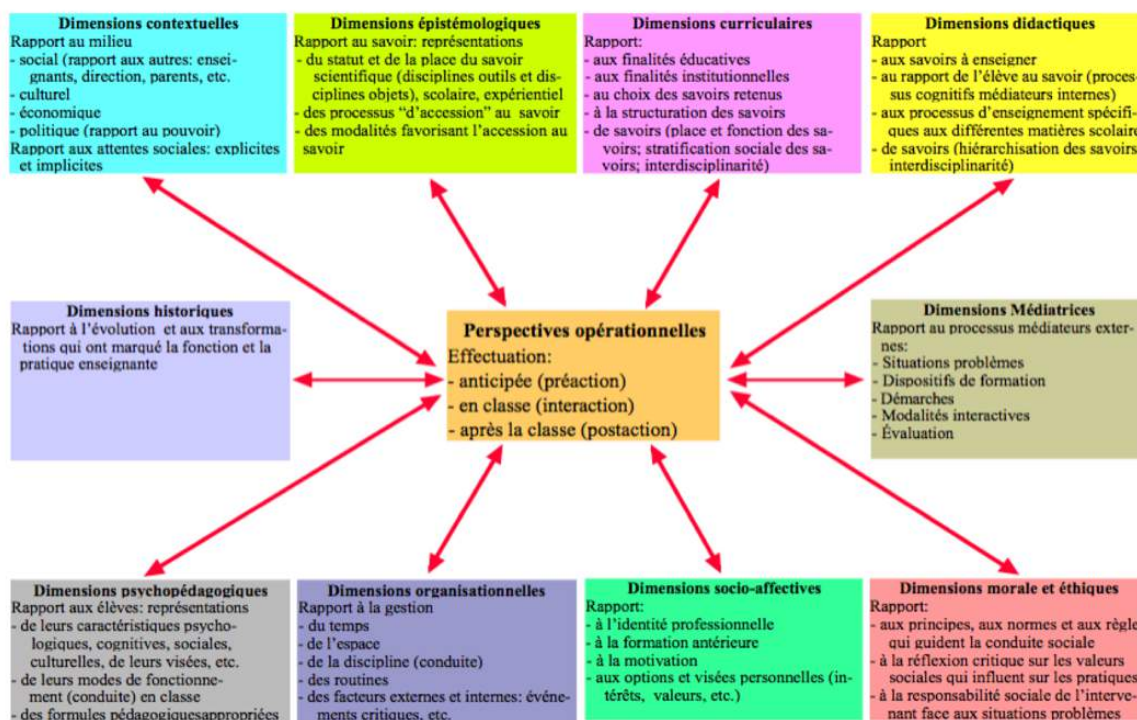 Dimensions contextuelles
Rapport au milieu
- social (rapport aux autres: ensei-
gnants, direction, parents, etc.
- culturel
- économique
- politique (rapport au pouvoir)
Rapport aux attentes sociales: explicites
et implicites
Dimensions épistémologiques
Rapport au savoir: représentations
- du statut et de la place du savoir
scientifique (disciplines outils et dis-
ciplines objets), scolaire, expérientiel
- des processus “d’accession” au savoir
- des modalités favorisant l’accession au
savoir
Dimensions curriculaires
Rapport:
- aux finalités éducatives
- aux finalités institutionnelles
- au choix des savoirs retenus
- à la structuration des savoirs
- de savoirs (place et fonction des sa-
voirs; stratification sociale des sa-
voirs; interdisciplinarité)
Dimensions didactiques
Rapport
- aux savoirs à enseigner
- au rapport de l’élève au savoir (proces-
sus cognitifs médiateurs internes)
- aux processus d’enseignement spécifi-
ques aux différentes matières scolaire
- de savoirs (hiérarchisation des savoirs
interdisciplinarité)
Dimensions historiques
Rapport à l’évolution et aux transforma-
tions qui ont marqué la fonction et la
pratique enseignante
Perspectives opérationnelles
Effectuation:
- anticipée (préaction)
- en classe (interaction)
- après la classe (postaction)
Dimensions Médiatrices
Rapport au processus médiateurs exter-
nes:
- Situations problèmes
- Dispositifs de formation
- Démarches
- Modalités interactives
- Évaluation
Dimensions psychopédagogiques
Rapport aux élèves: représentations
- de leurs caractéristiques psycho-
logiques, cognitives, sociales,
culturelles, de leurs visées, etc.
- de leurs modes de fonctionne-
ment (conduite) en classe
- des formules pédagogiquesappropriées
Dimensions organisationnelles
Rapport à la gestion
- du temps
- de l’espace
- de la discipline (conduite)
- des routines
- des facteurs externes et internes: événe-
ments critiques, etc.
Dimensions socio-affectives
Rapport:
- à l’identité professionnelle
- à la formation antérieure
- à la motivation
- aux options et visées personnelles (in-
térêts, valeurs, etc.)
Dimensions morale et éthiques
Rapport:
- aux principes, aux normes et aux règle
qui guident la conduite sociale
- à la réflexion critique sur les valeurs
sociales qui influent sur les pratiques
- à la responsabilité sociale de l’interve-
nant face aux situations problèmes